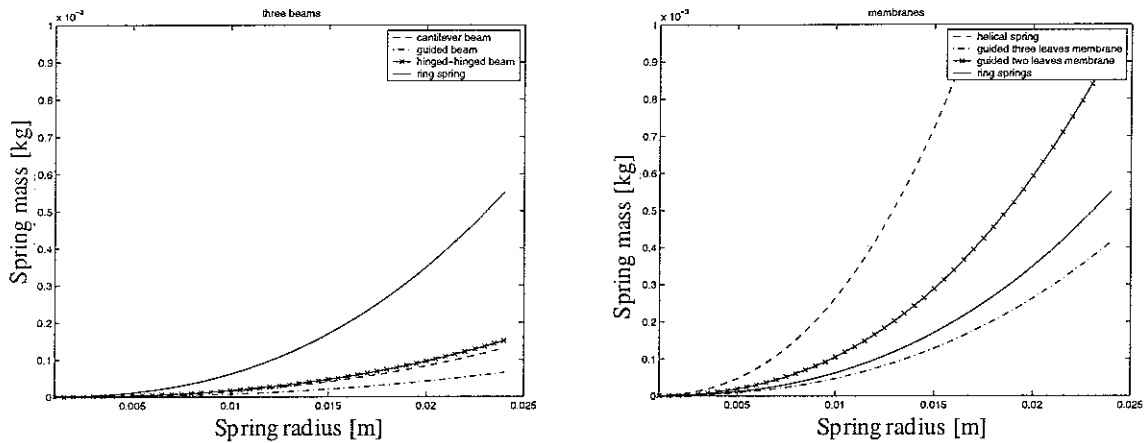 three beams
x 10⁻³
1
0.9
0.8
0.7
0.6
0.5
0.4
0.3
0.2
0.1
0
0.005
0.01
0.015
0.02
0.025
Spring mass [kg]
Spring radius [m]
cantilever beam
guided beam
hinged-hinged beam
ring spring
membranes
x 10⁻³
1
0.9
0.8
0.7
0.6
0.5
0.4
0.3
0.2
0.1
0
0.005
0.01
0.015
0.02
0.025
Spring mass [kg]
Spring radius [m]
helical spring
guided three leaves membrane
guided two leaves membrane
ring springs